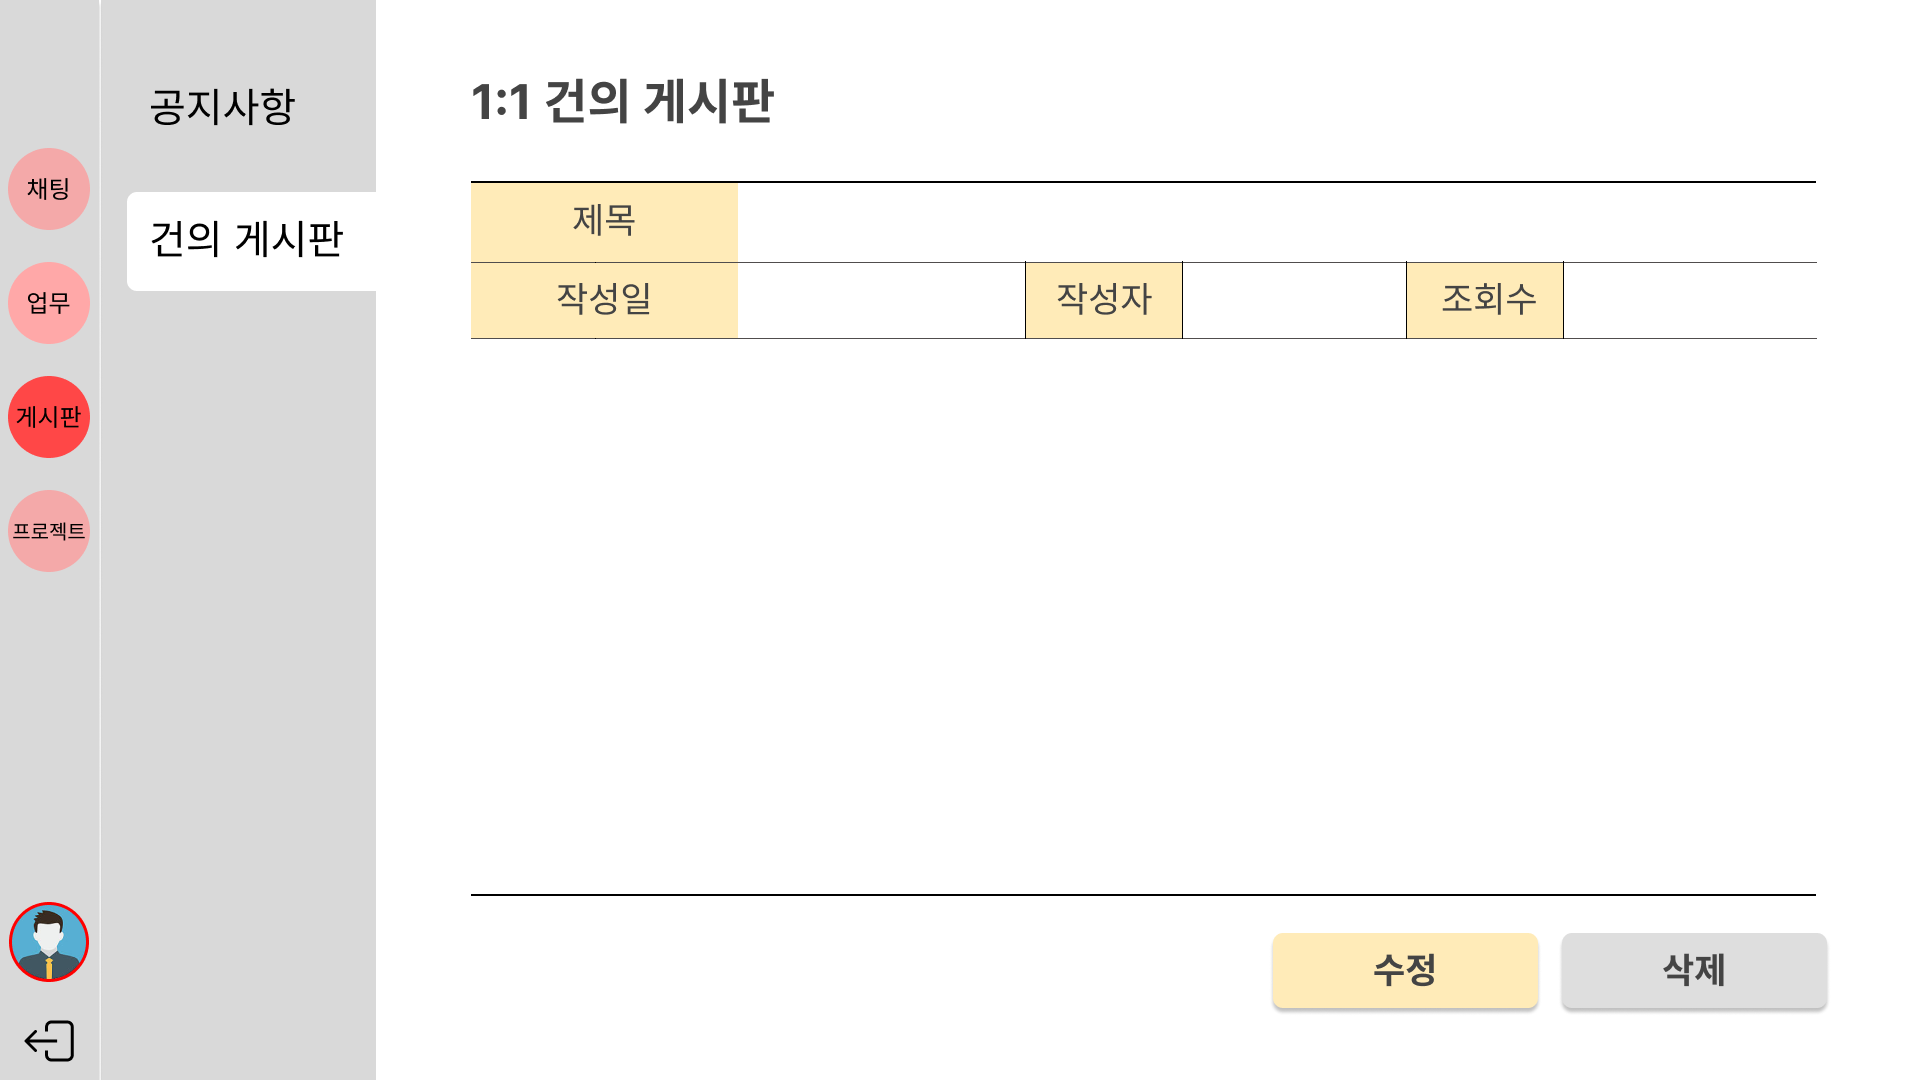 채팅
업무
게시판
프로젝트
공지사항
건의 게시판
1:1 건의 게시판
제목
작성일 작성자 조회수
수정 삭제